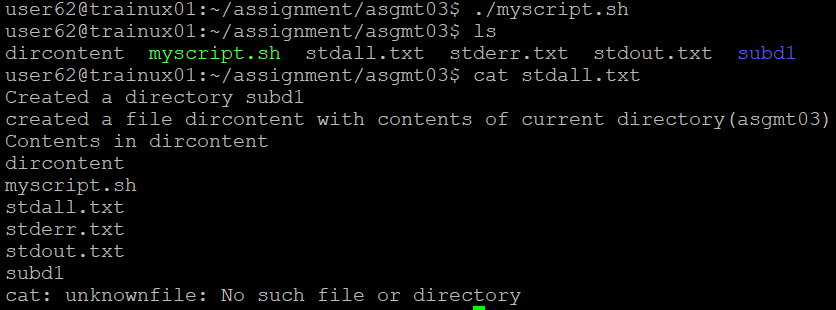 user62@trainux01:~/assignment/asgmt03$ ./myscript.sh
user62@trainux01:~/assignment/asgmt03$ ls
dircontent  myscript.sh  stdall.txt  stderr.txt  stdout.txt  subd1
user62@trainux01:~/assignment/asgmt03$ cat stdall.txt
Created a directory subd1
created a file dircontent with contents of current directory(asgmt03)
Contents in dircontent
dircontent
myscript.sh
stdall.txt
stderr.txt
stdout.txt
subd1
cat: unknownfile: No such file or directory